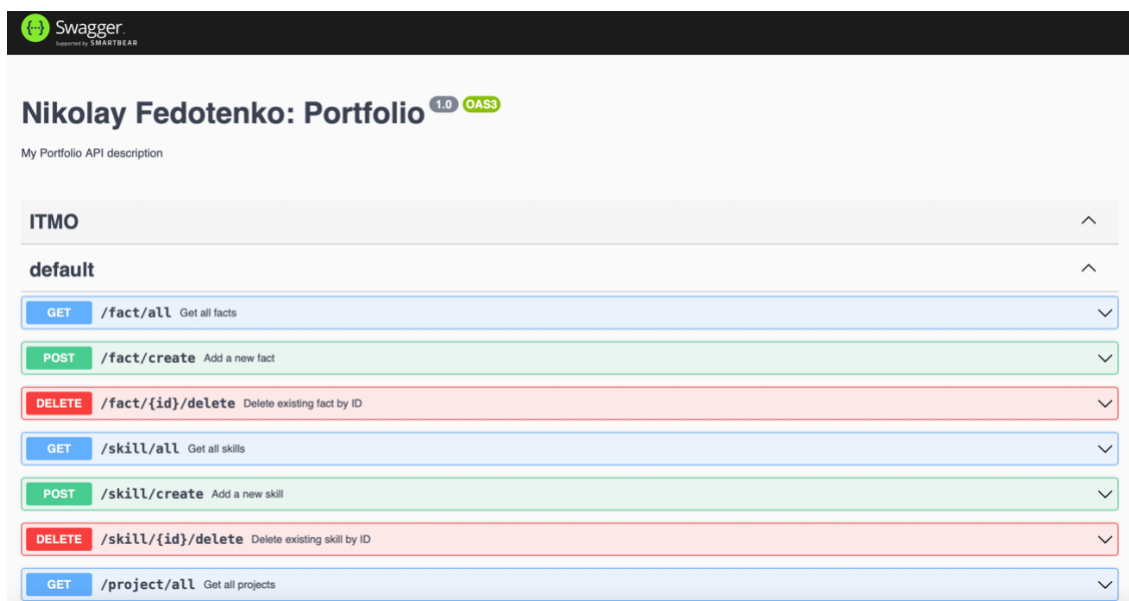 {··} Swagger.
Supported by SMARTBEAR
Nikolay Fedotenko: Portfolio 1.0 OAS3
My Portfolio API description
ITMO
default
GET /fact/all Get all facts
POST /fact/create Add a new fact
DELETE /fact/{id}/delete Delete existing fact by ID
GET /skill/all Get all skills
POST /skill/create Add a new skill
DELETE /skill/{id}/delete Delete existing skill by ID
GET /project/all Get all projects